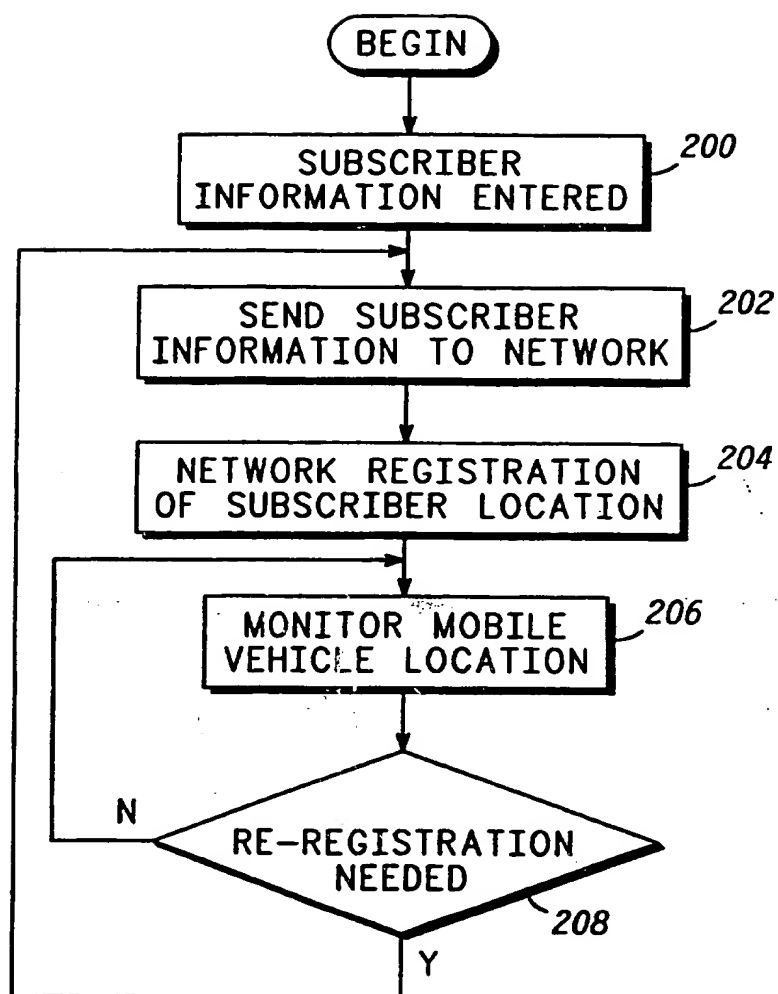 BEGIN
SUBSCRIBER
INFORMATION ENTERED
200
SEND SUBSCRIBER
INFORMATION TO NETWORK
202
NETWORK REGISTRATION
OF SUBSCRIBER LOCATION
204
MONITOR MOBILE
VEHICLE LOCATION
206
N
RE-REGISTRATION
NEEDED
208
Y